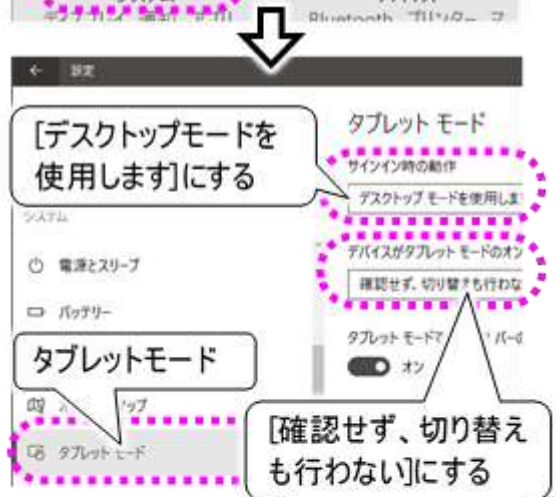 Bluetooth
設定
[デスクトップモードを
使用します]にする
タブレット モード
サインイン時の動作
デスクトップ モードを使用しま
システム
デバイスがタブレット モードのオン
確認せず、切り替えも行わな
電源とスリープ
バッテリー
タブレットモード
オン
タブレット モード
[確認せず、切り替え
も行わない]にする